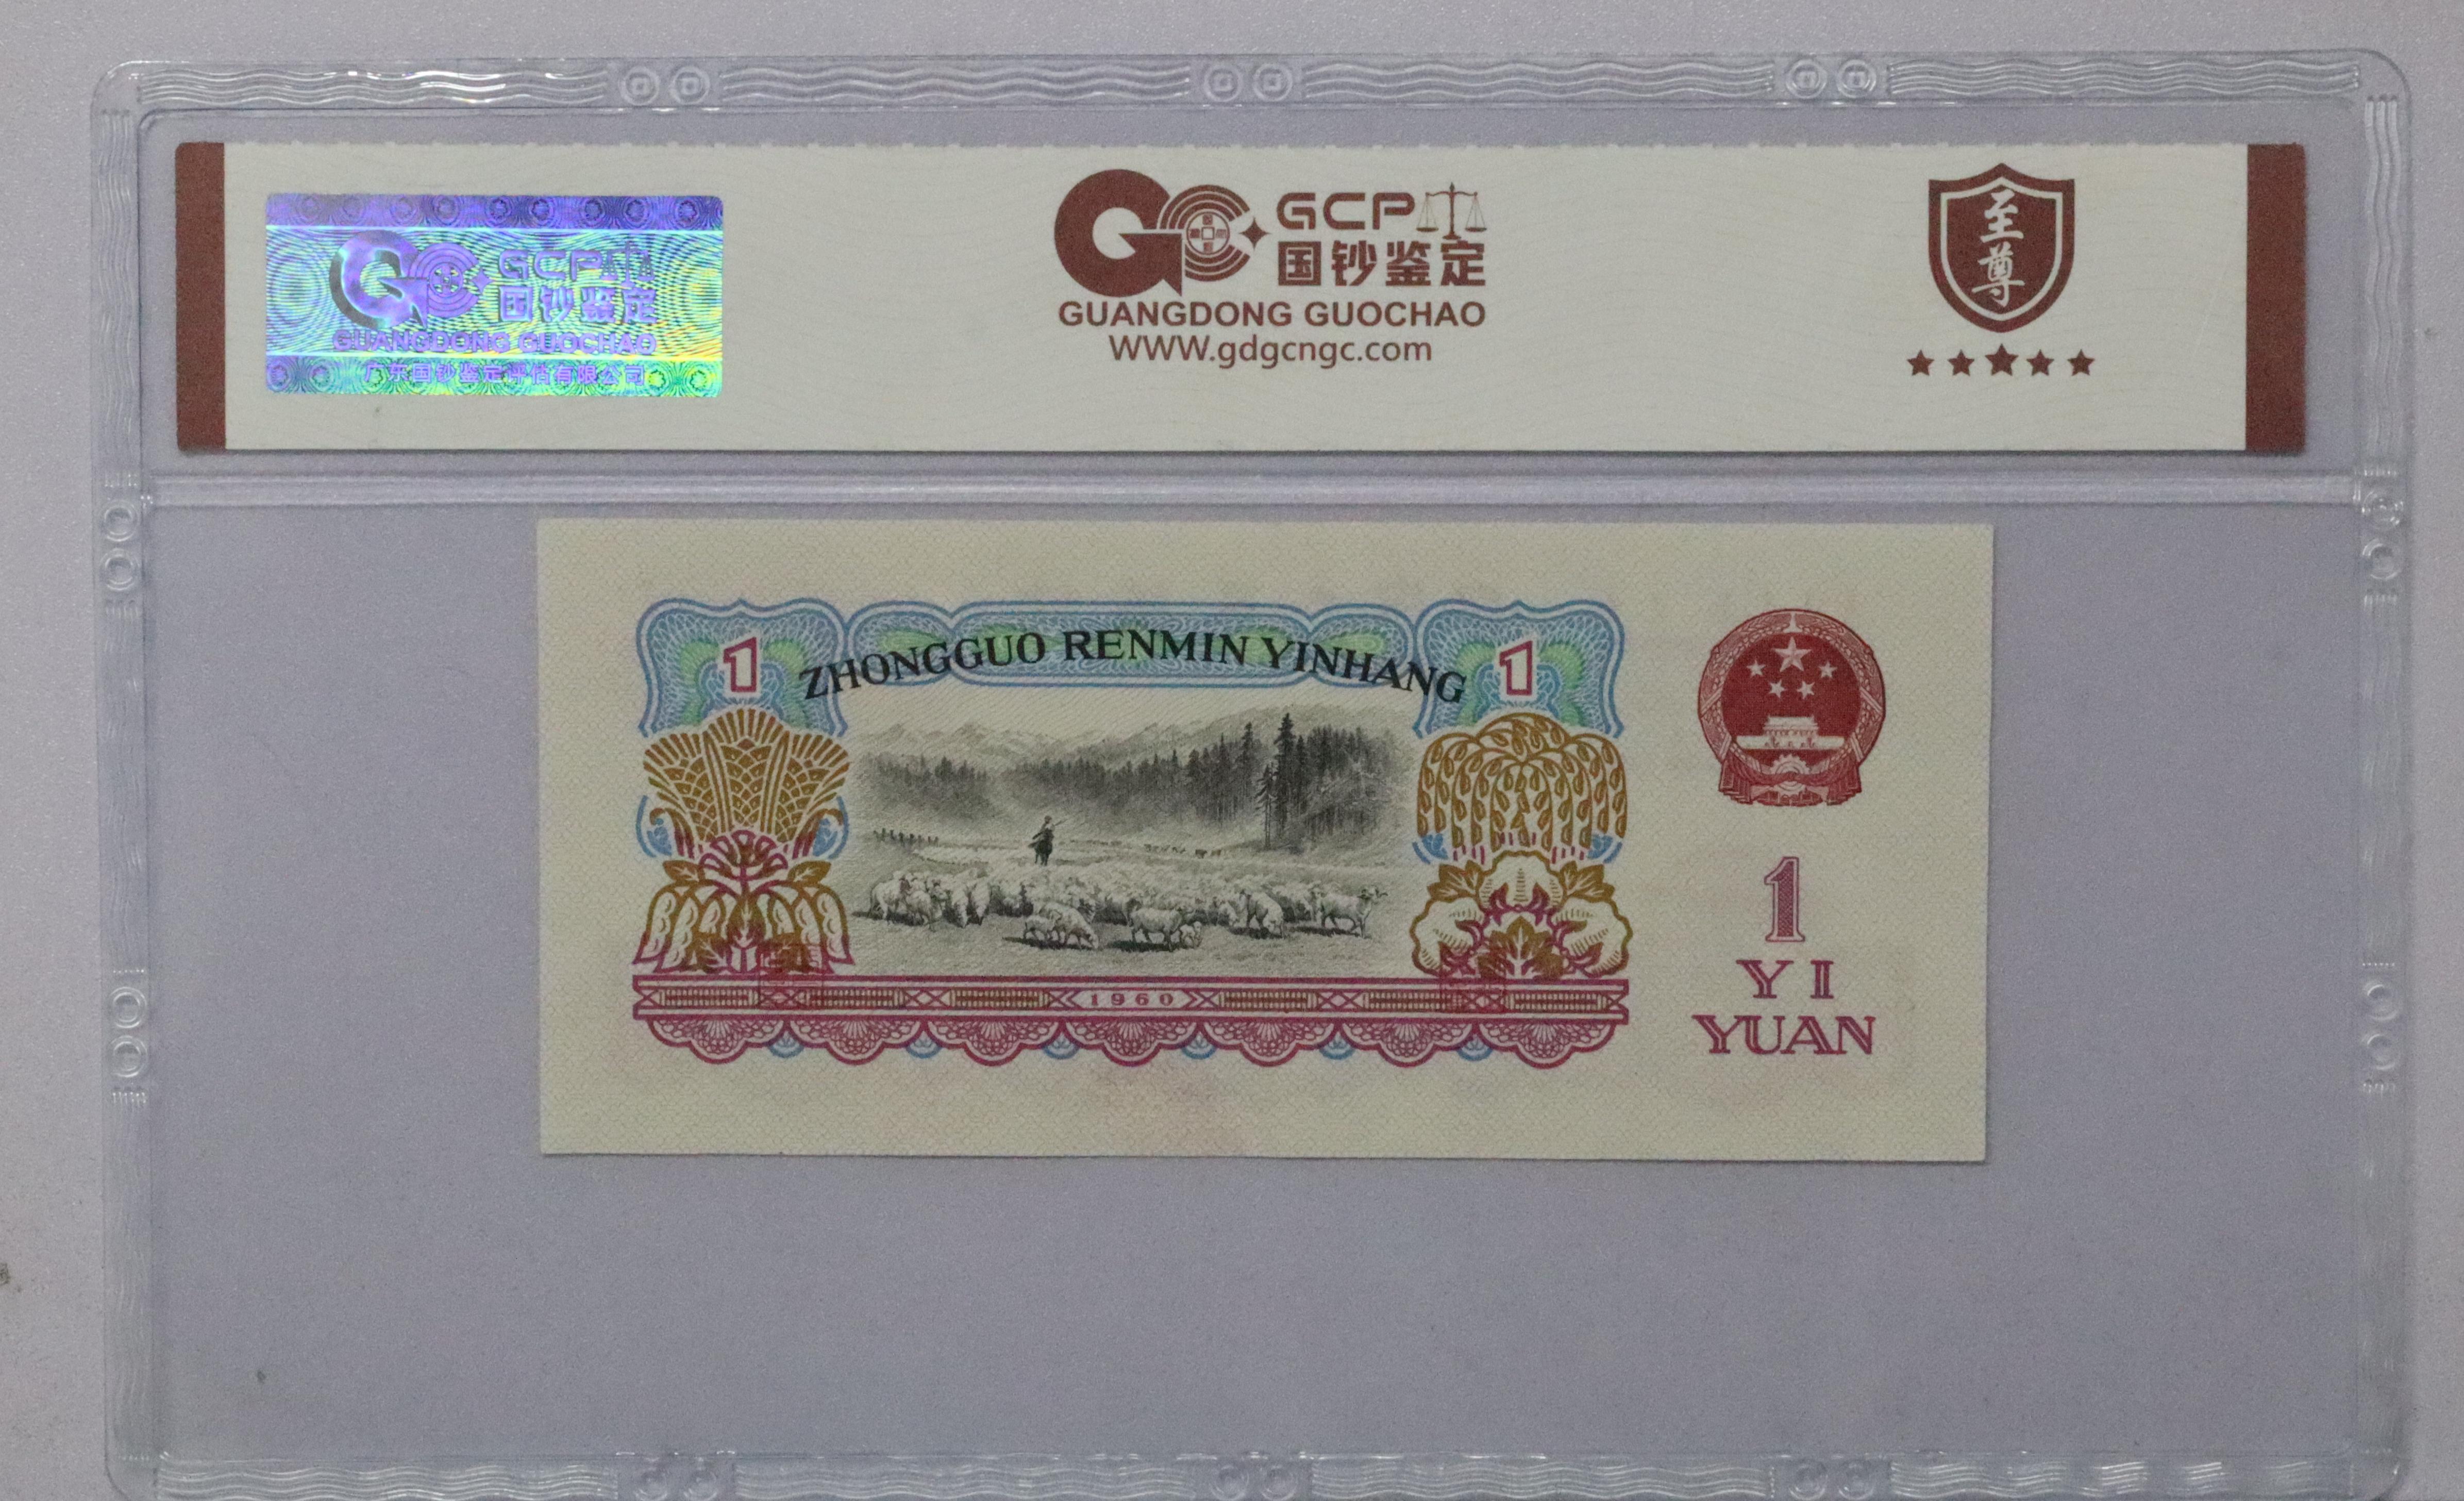 GCP
国钞鉴定
GUANGDONG GUOCHAO
广东国钞鉴定评估有限公司
GCP
国钞鉴定
GUANGDONG GUOCHAO
WWW.gdgcngc.com
至尊
1 ZHONGGUO RENMIN YINHANG 1
1960
1
YI
YUAN